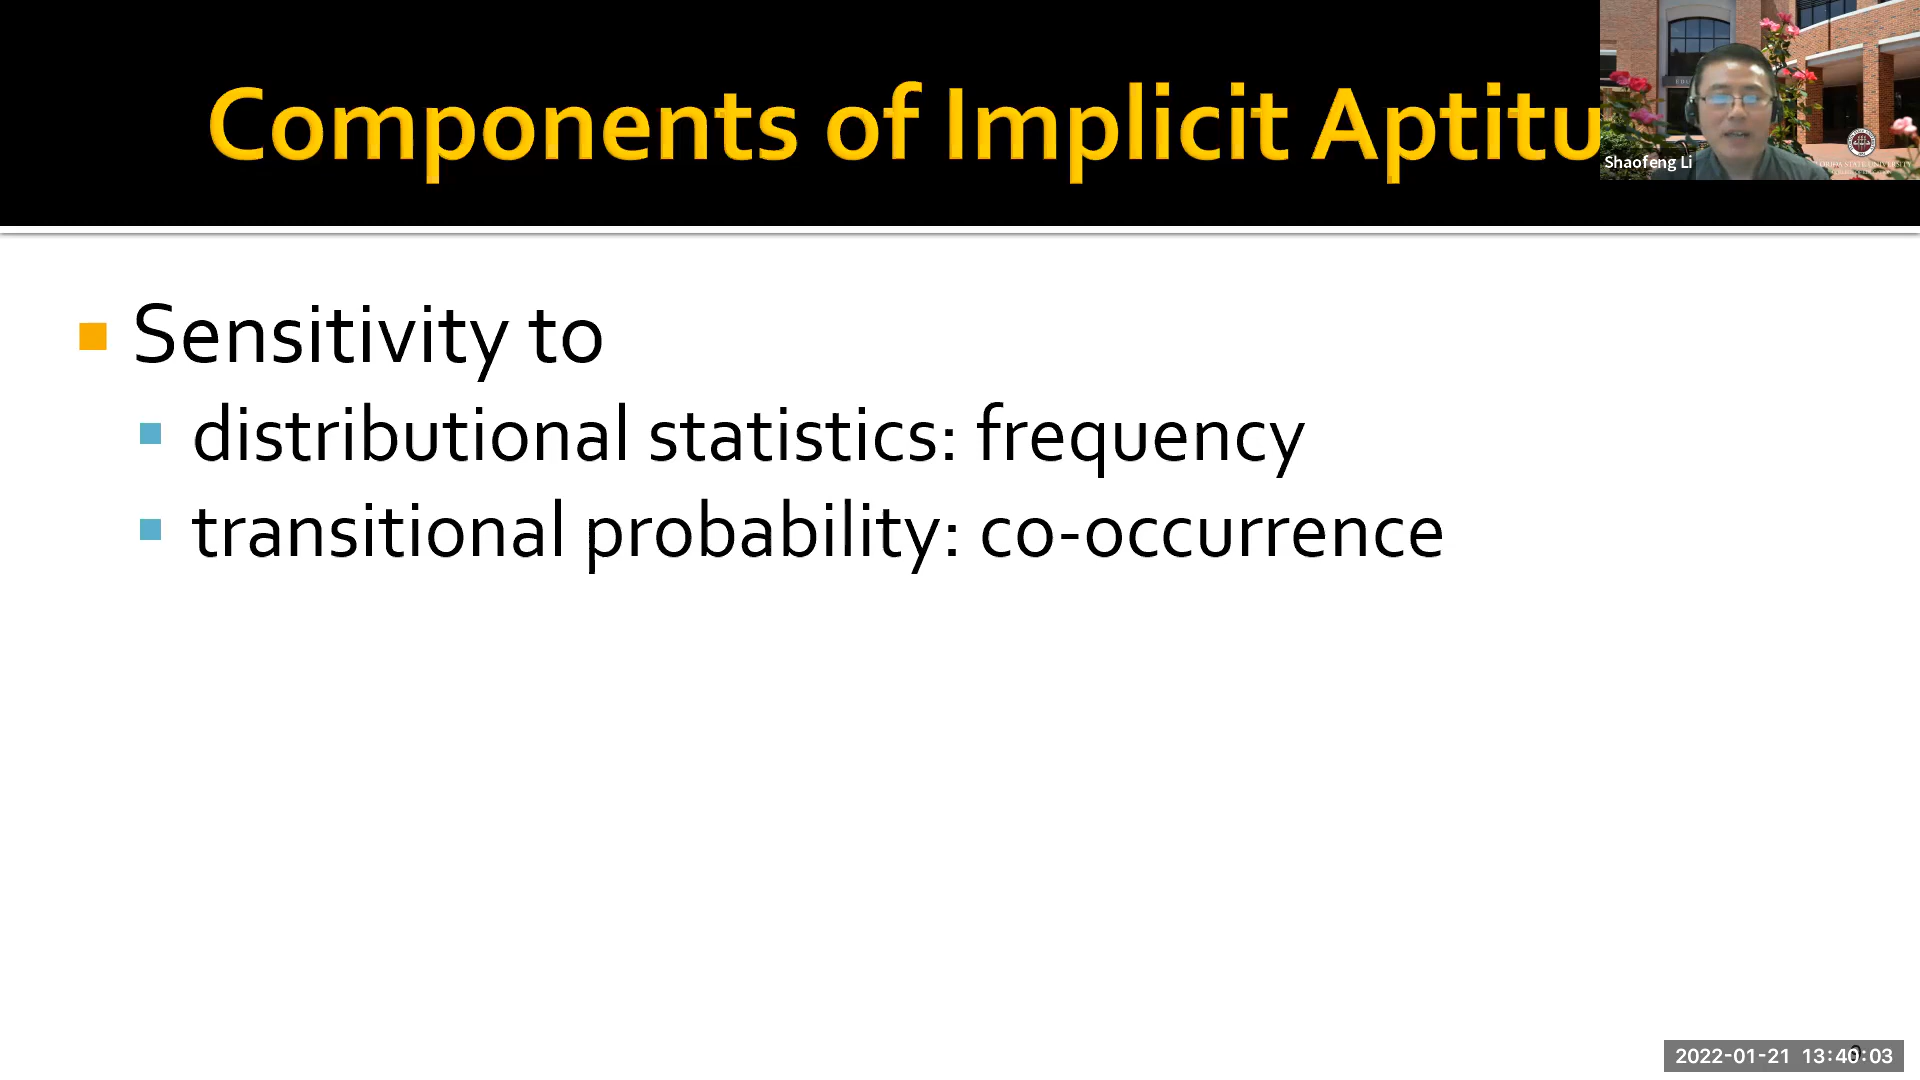 Components of Implicit Aptitu
Shaofeng Li
Sensitivity to
distributional statistics: frequency
transitional probability: co-occurrence
2022-01-21 13:40:03